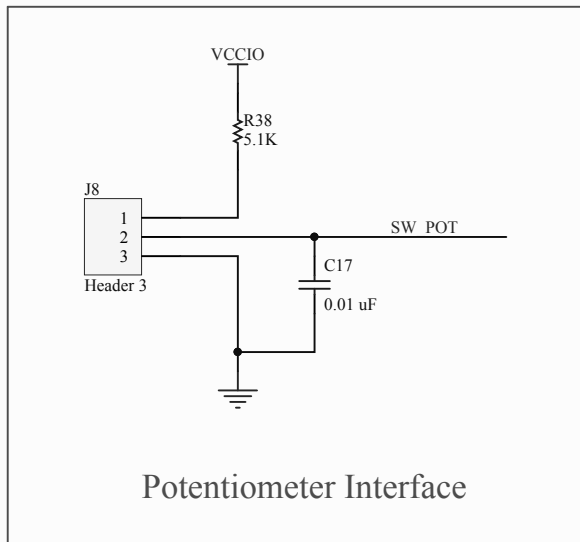 VCCIO
R38
5.1K
J8
1
2
3
Header 3
SW_POT
C17
0.01 uF
Potentiometer Interface